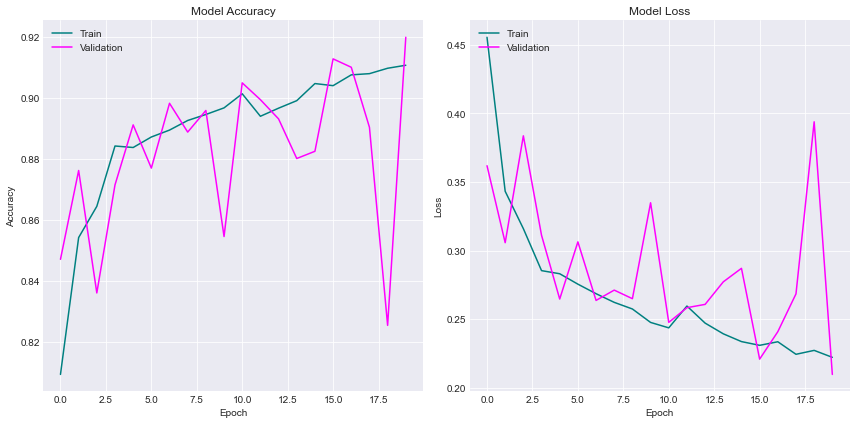 Model Accuracy
Train
Validation
0.92
0.90
0.88
0.86
0.84
0.82
Accuracy
0.0 2.5 5.0 7.5 10.0 12.5 15.0 17.5
Epoch
Model Loss
Train
Validation
0.45
0.40
0.35
0.30
0.25
0.20
Loss
0.0 2.5 5.0 7.5 10.0 12.5 15.0 17.5
Epoch